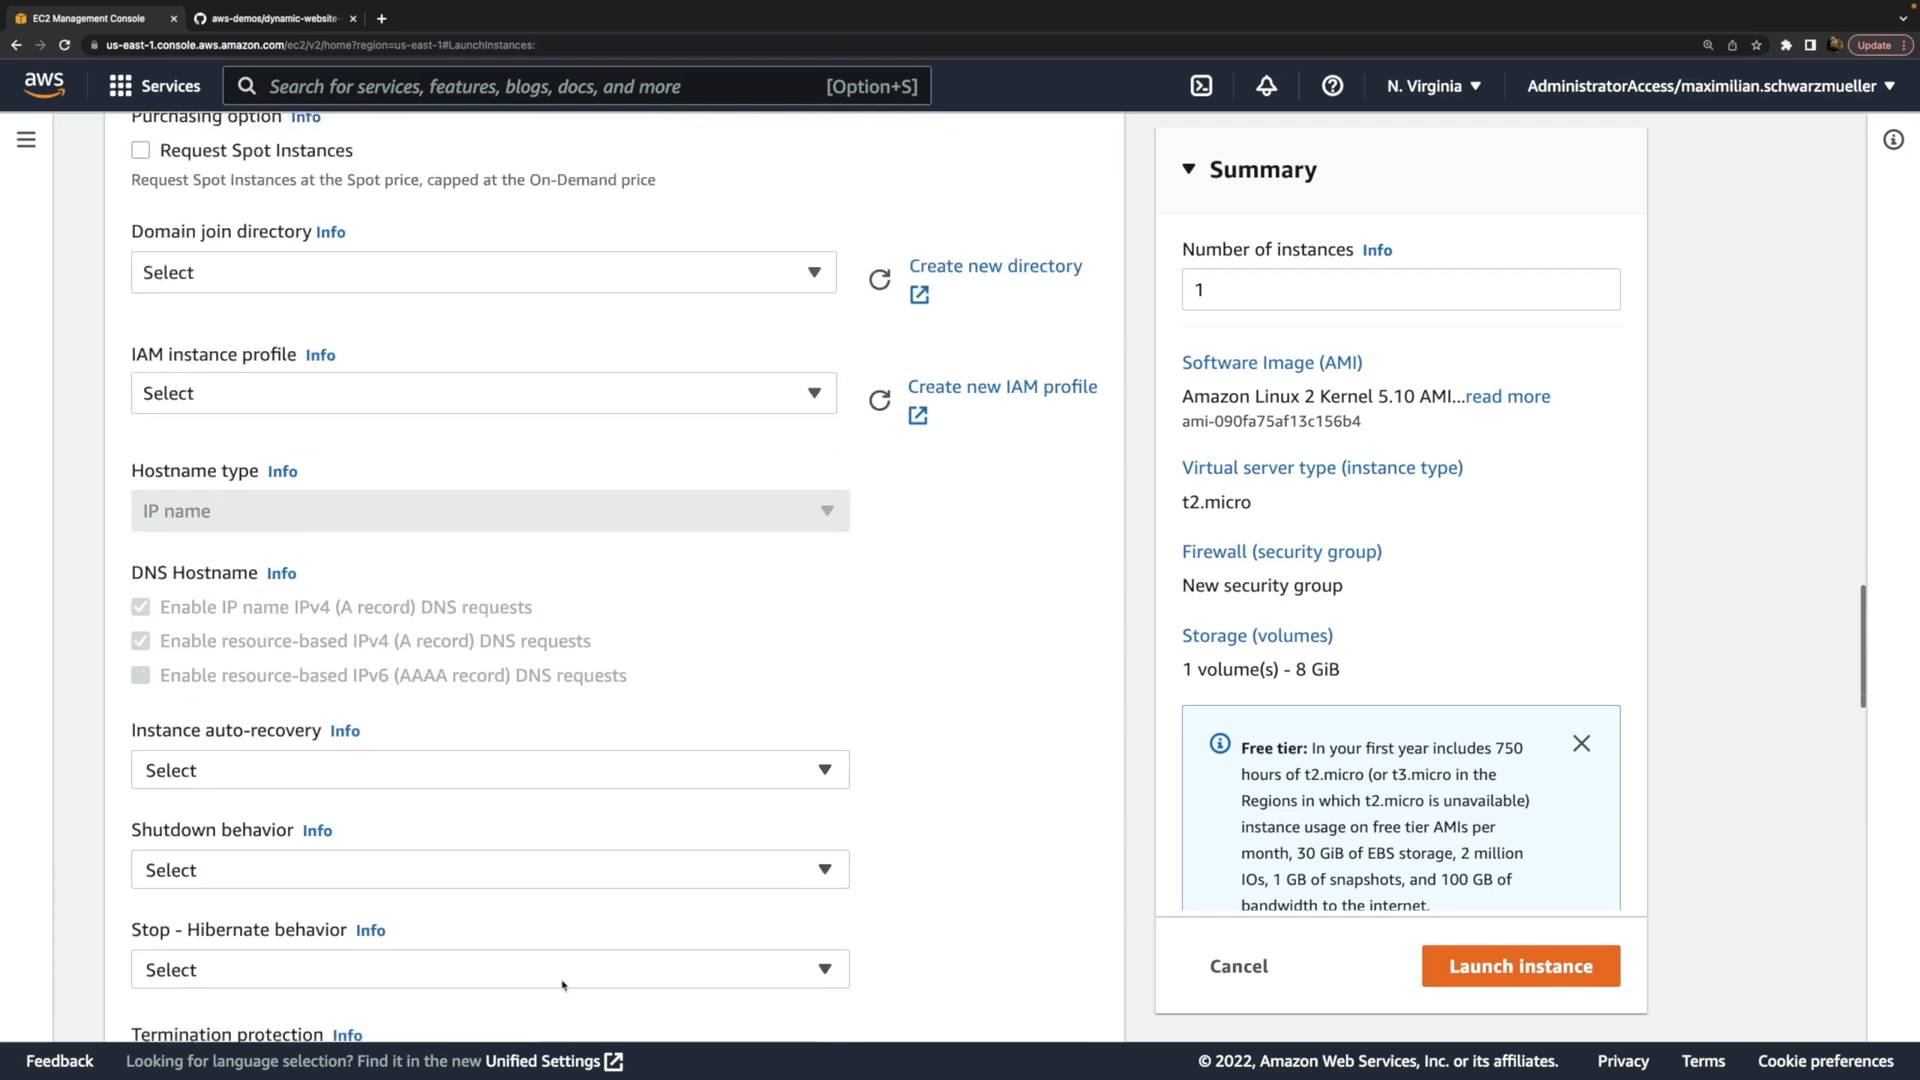 EC2 Management Console
aws-demos/dynamic-website-
us-east-1.console.aws.amazon.com/ec2/v2/home?region=us-east-1#LaunchInstances:
Update
aws
Services
Search for services, features, blogs, docs, and more
[Option+S]
N. Virginia
AdministratorAccess/maximilian.schwarzmueller
Purchasing option Info
Request Spot Instances
Request Spot Instances at the Spot price, capped at the On-Demand price
Domain join directory Info
Select
Create new directory
IAM instance profile Info
Select
Create new IAM profile
Hostname type Info
IP name
DNS Hostname Info
Enable IP name IPv4 (A record) DNS requests
Enable resource-based IPv4 (A record) DNS requests
Enable resource-based IPv6 (AAAA record) DNS requests
Instance auto-recovery Info
Select
Shutdown behavior Info
Select
Stop - Hibernate behavior Info
Select
Termination protection Info
Summary
Number of instances Info
1
Software Image (AMI)
Amazon Linux 2 Kernel 5.10 AMI...read more
ami-090fa75af13c156b4
Virtual server type (instance type)
t2.micro
Firewall (security group)
New security group
Storage (volumes)
1 volume(s) - 8 GiB
Free tier: In your first year includes 750
hours of t2.micro (or t3.micro in the
Regions in which t2.micro is unavailable)
instance usage on free tier AMIs per
month, 30 GiB of EBS storage, 2 million
IOs, 1 GB of snapshots, and 100 GB of
bandwidth to the internet.
Cancel
Launch instance
Feedback
Looking for language selection? Find it in the new Unified Settings
© 2022, Amazon Web Services, Inc. or its affiliates.
Privacy
Terms
Cookie preferences